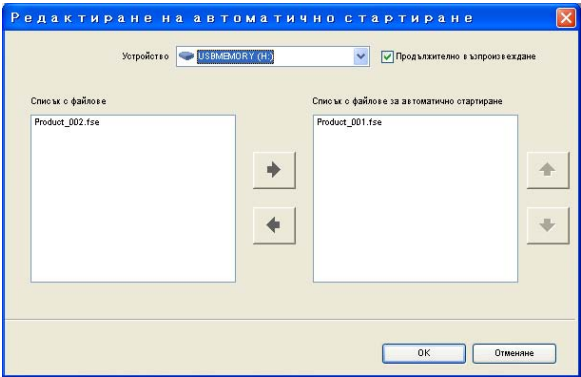 Редактиране на автоматично стартиране
Устройство USBMEMORY (H:) Продължително възпроизвеждане
Списък с файлове Списък с файлове за автоматично стартиране
Product_002.fse Product_001.fse
OK Отменяне